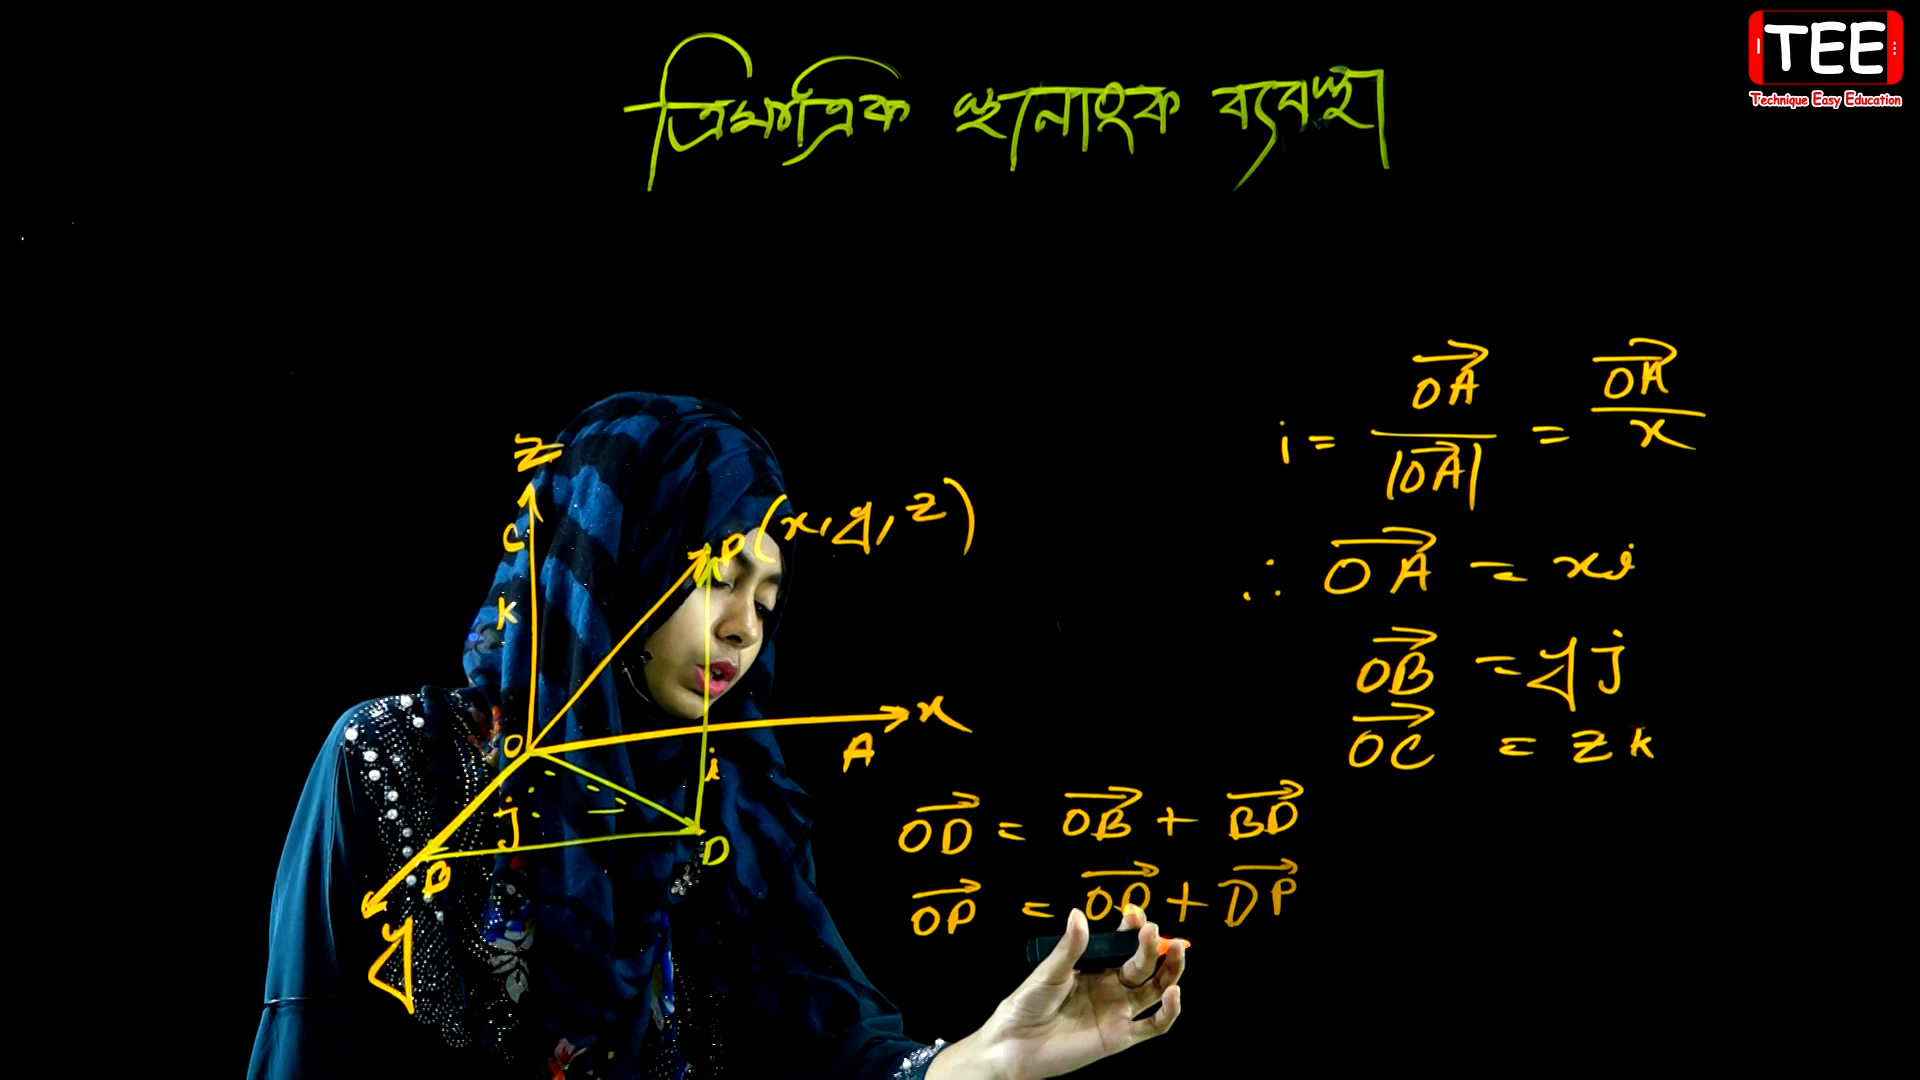 TEE
Technique Easy Education
ত্রিমাত্রিক স্থানাংক ব্যবস্থা
i = OA⃗ / |OA⃗| = OA⃗ / x
∴ OA⃗ = xi
OB⃗ = yj
OC⃗ = zk
OD⃗ = OB⃗ + BD⃗
OP⃗ = OD⃗ + DP⃗
Z
C
P (x, y, z)
k
O
x
A
i
j
D
B
y